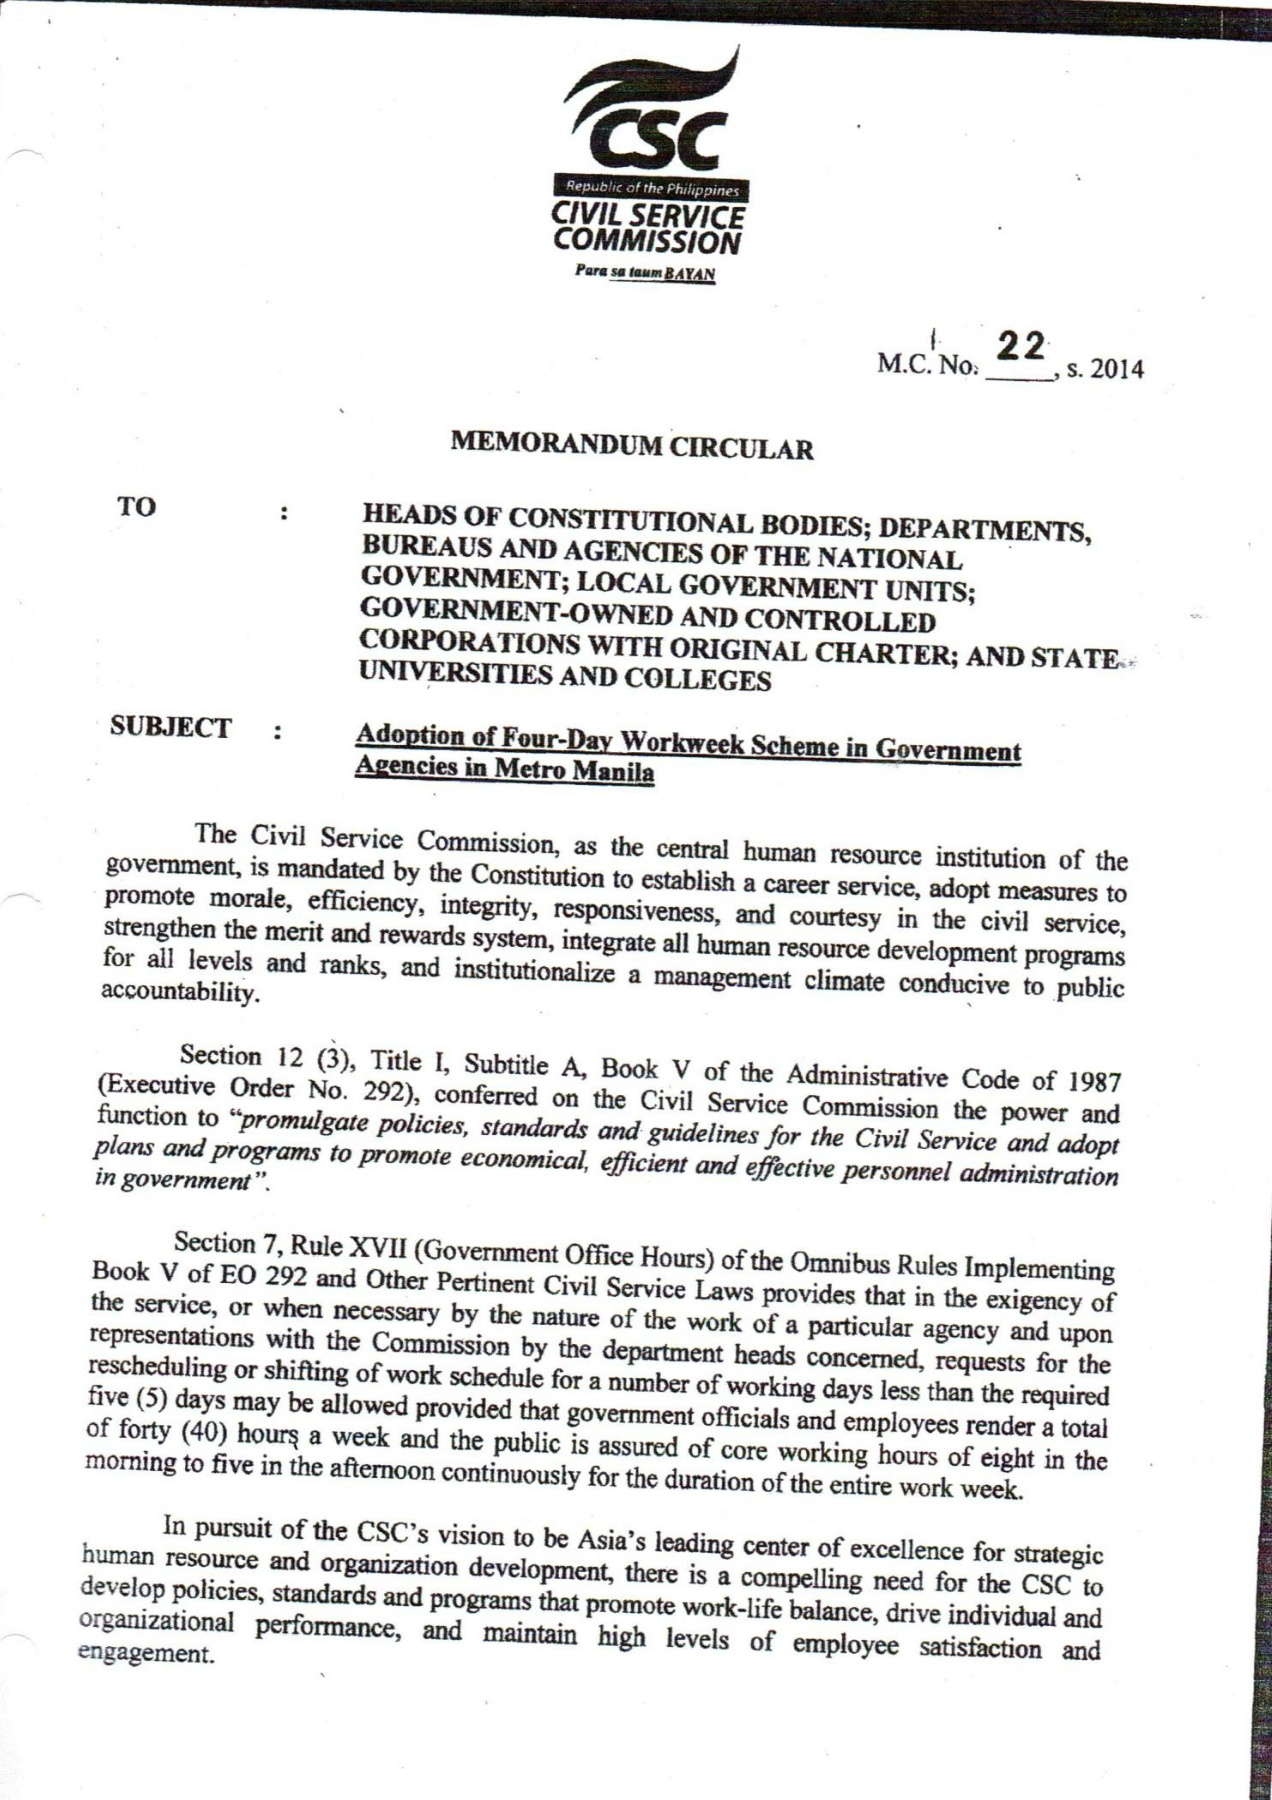 CSC
Republic of the Philippines
CIVIL SERVICE
COMMISSION
Para sa taum BAYAN
M.C. No. 22, s. 2014
MEMORANDUM CIRCULAR
TO : HEADS OF CONSTITUTIONAL BODIES; DEPARTMENTS,
BUREAUS AND AGENCIES OF THE NATIONAL
GOVERNMENT; LOCAL GOVERNMENT UNITS;
GOVERNMENT-OWNED AND CONTROLLED
CORPORATIONS WITH ORIGINAL CHARTER; AND STATE
UNIVERSITIES AND COLLEGES
SUBJECT : Adoption of Four-Day Workweek Scheme in Government
Agencies in Metro Manila
The Civil Service Commission, as the central human resource institution of the
government, is mandated by the Constitution to establish a career service, adopt measures to
promote morale, efficiency, integrity, responsiveness, and courtesy in the civil service,
strengthen the merit and rewards system, integrate all human resource development programs
for all levels and ranks, and institutionalize a management climate conducive to public
accountability.
Section 12 (3), Title I, Subtitle A, Book V of the Administrative Code of 1987
(Executive Order No. 292), conferred on the Civil Service Commission the power and
function to “promulgate policies, standards and guidelines for the Civil Service and adopt
plans and programs to promote economical, efficient and effective personnel administration
in government”.
Section 7, Rule XVII (Government Office Hours) of the Omnibus Rules Implementing
Book V of EO 292 and Other Pertinent Civil Service Laws provides that in the exigency of
the service, or when necessary by the nature of the work of a particular agency and upon
representations with the Commission by the department heads concerned, requests for the
rescheduling or shifting of work schedule for a number of working days less than the required
five (5) days may be allowed provided that government officials and employees render a total
of forty (40) hours a week and the public is assured of core working hours of eight in the
morning to five in the afternoon continuously for the duration of the entire work week.
In pursuit of the CSC’s vision to be Asia’s leading center of excellence for strategic
human resource and organization development, there is a compelling need for the CSC to
develop policies, standards and programs that promote work-life balance, drive individual and
organizational performance, and maintain high levels of employee satisfaction and
engagement.